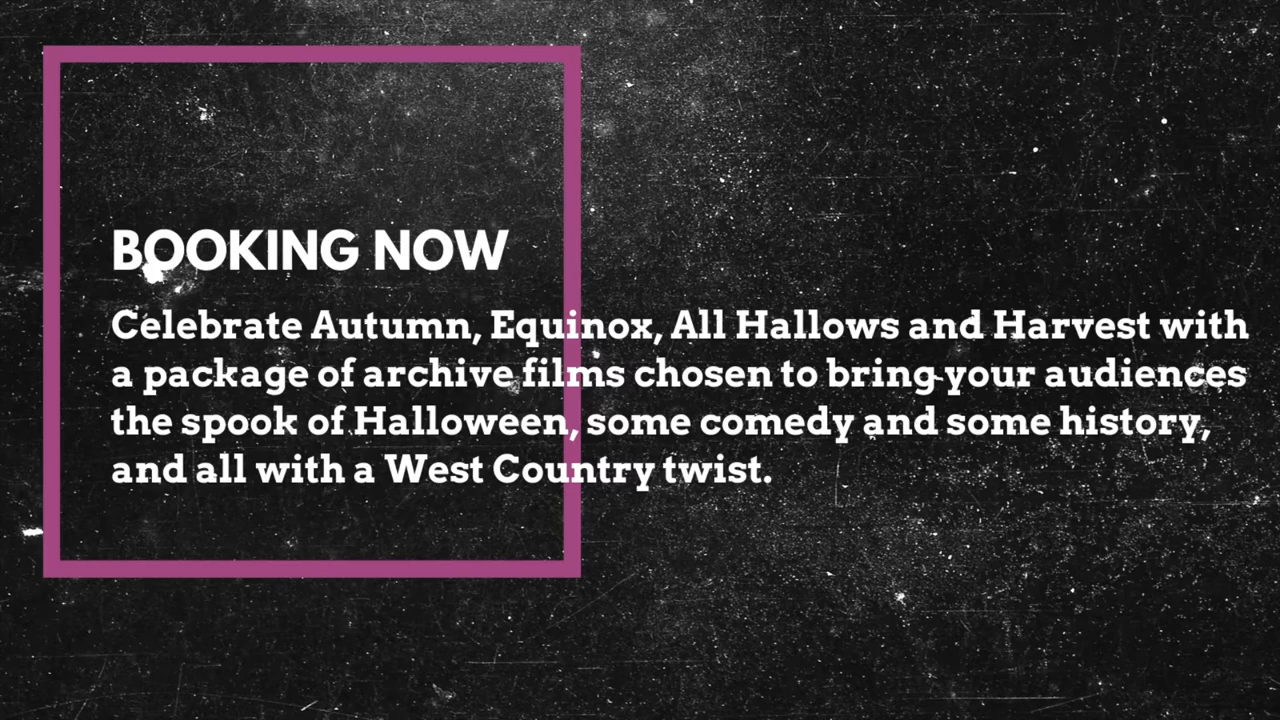 BOOKING NOW
Celebrate Autumn, Equinox, All Hallows and Harvest with
a package of archive films chosen to bring your audiences
the spook of Halloween, some comedy and some history,
and all with a West Country twist.